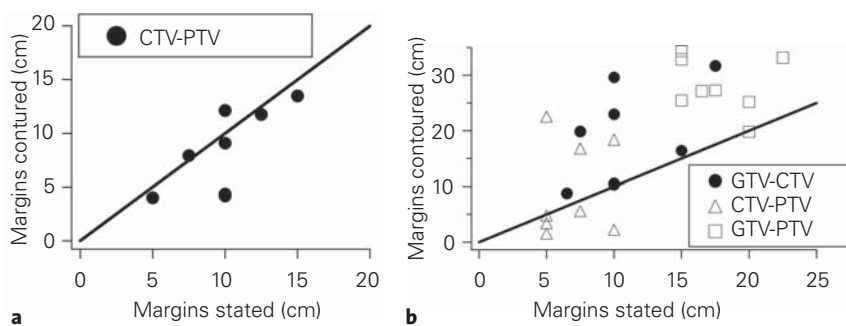 20
15
10
5
0
Margins contured (cm)
CTV-PTV
0 5 10 15 20
Margins stated (cm)
a
30
20
10
0
Margins contoured (cm)
GTV-CTV
CTV-PTV
GTV-PTV
0 5 10 15 20 25
Margins stated (cm)
b